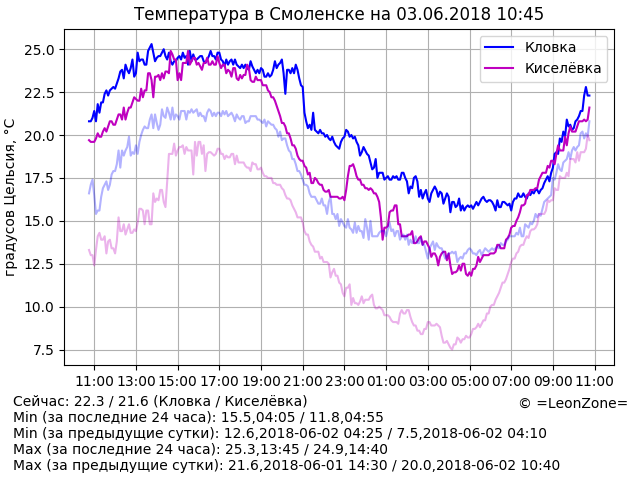 Температура в Смоленске на 03.06.2018 10:45
Кловка
Киселёвка
градусов Цельсия, °C
25.0
22.5
20.0
17.5
15.0
12.5
10.0
7.5
11:00 13:00 15:00 17:00 19:00 21:00 23:00 01:00 03:00 05:00 07:00 09:00 11:00
Сейчас: 22.3 / 21.6 (Кловка / Киселёвка)
© =LeonZone=
Min (за последние 24 часа): 15.5,04:05 / 11.8,04:55
Min (за предыдущие сутки): 12.6,2018-06-02 04:25 / 7.5,2018-06-02 04:10
Max (за последние 24 часа): 25.3,13:45 / 24.9,14:40
Max (за предыдущие сутки): 21.6,2018-06-01 14:30 / 20.0,2018-06-02 10:40